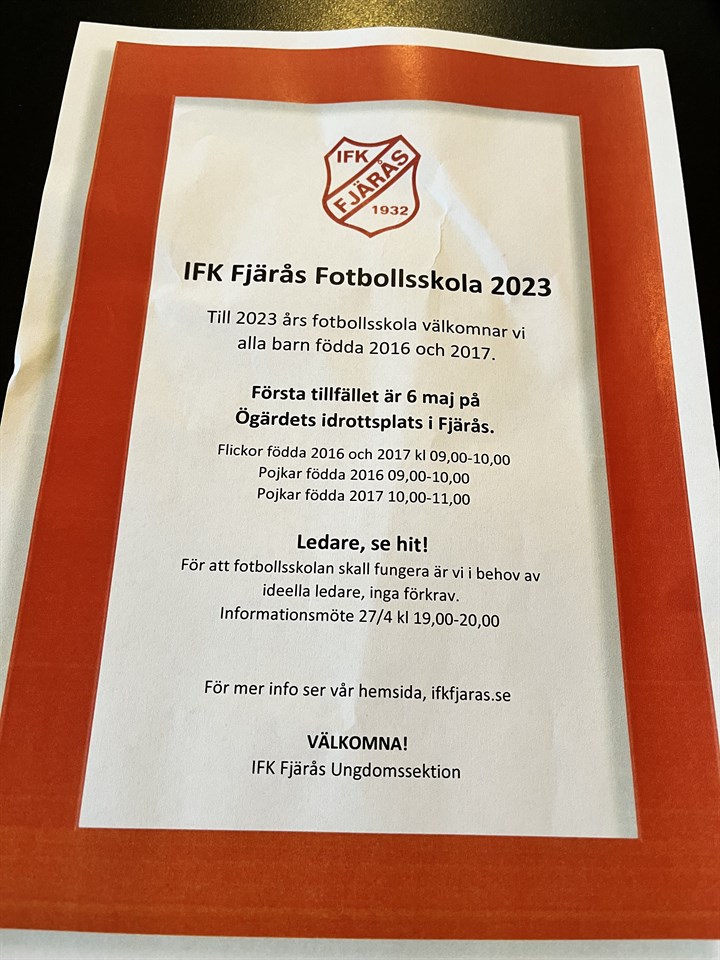 IFK
FJÄRÅS
1932
IFK Fjärås Fotbollsskola 2023
Till 2023 års fotbollsskola välkomnar vi
alla barn födda 2016 och 2017.
Första tillfället är 6 maj på
Ögärdets idrottsplats i Fjärås.
Flickor födda 2016 och 2017 kl 09,00-10,00
Pojkar födda 2016 09,00-10,00
Pojkar födda 2017 10,00-11,00
Ledare, se hit!
För att fotbollsskolan skall fungera är vi i behov av
ideella ledare, inga förkrav.
Informationsmöte 27/4 kl 19,00-20,00
För mer info ser vår hemsida, ifkfjaras.se
VÄLKOMNA!
IFK Fjärås Ungdomssektion